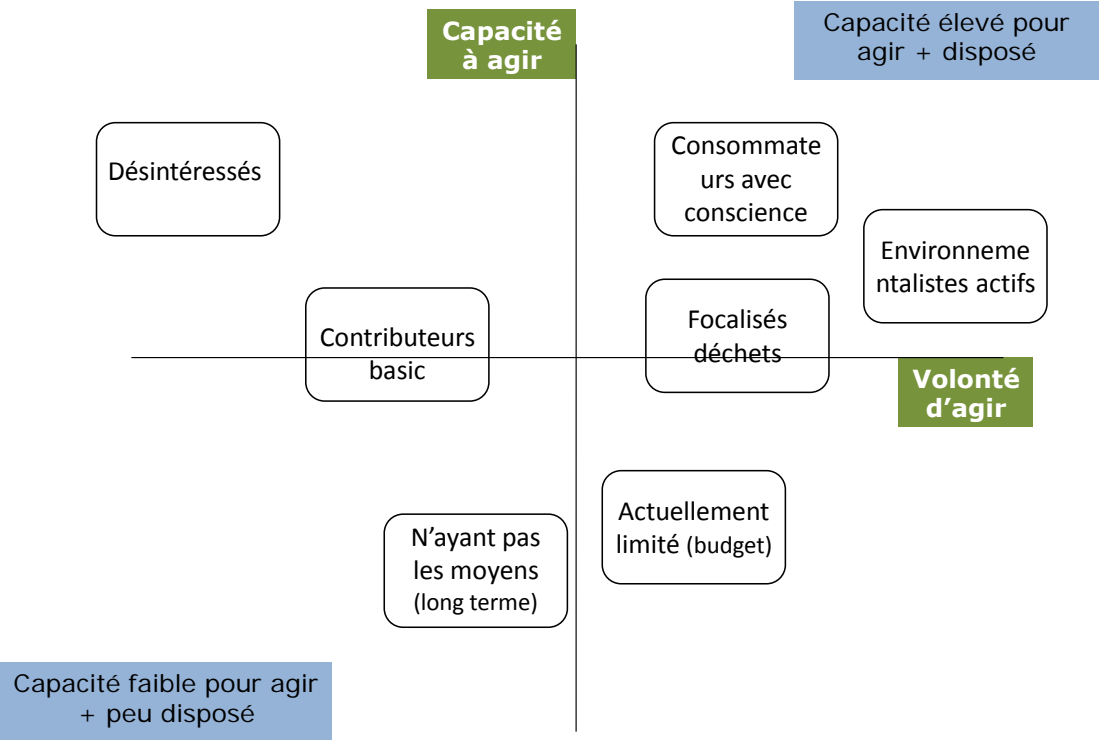 Capacité
à agir
Capacité élevé pour
agir + disposé
Désintéressés
Consommate
urs avec
conscience
Environneme
ntalistes actifs
Contributeurs
basic
Focalisés
déchets
Volonté
d’agir
Actuellement
limité (budget)
N’ayant pas
les moyens
(long terme)
Capacité faible pour agir
+ peu disposé